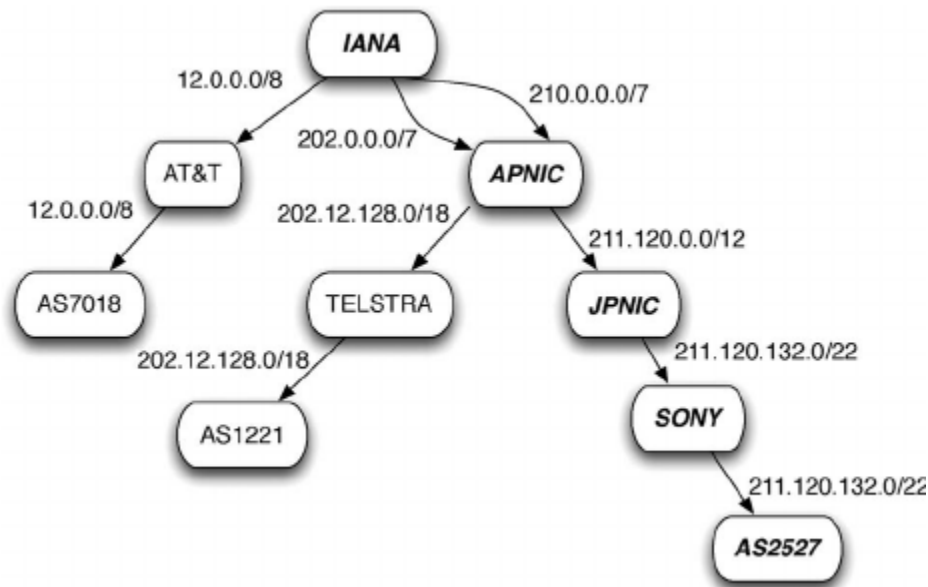 IANA
12.0.0.0/8
210.0.0.0/7
202.0.0.0/7
AT&T
APNIC
12.0.0.0/8
202.12.128.0/18
211.120.0.0/12
AS7018
TELSTRA
JPNIC
202.12.128.0/18
211.120.132.0/22
AS1221
SONY
211.120.132.0/22
AS2527